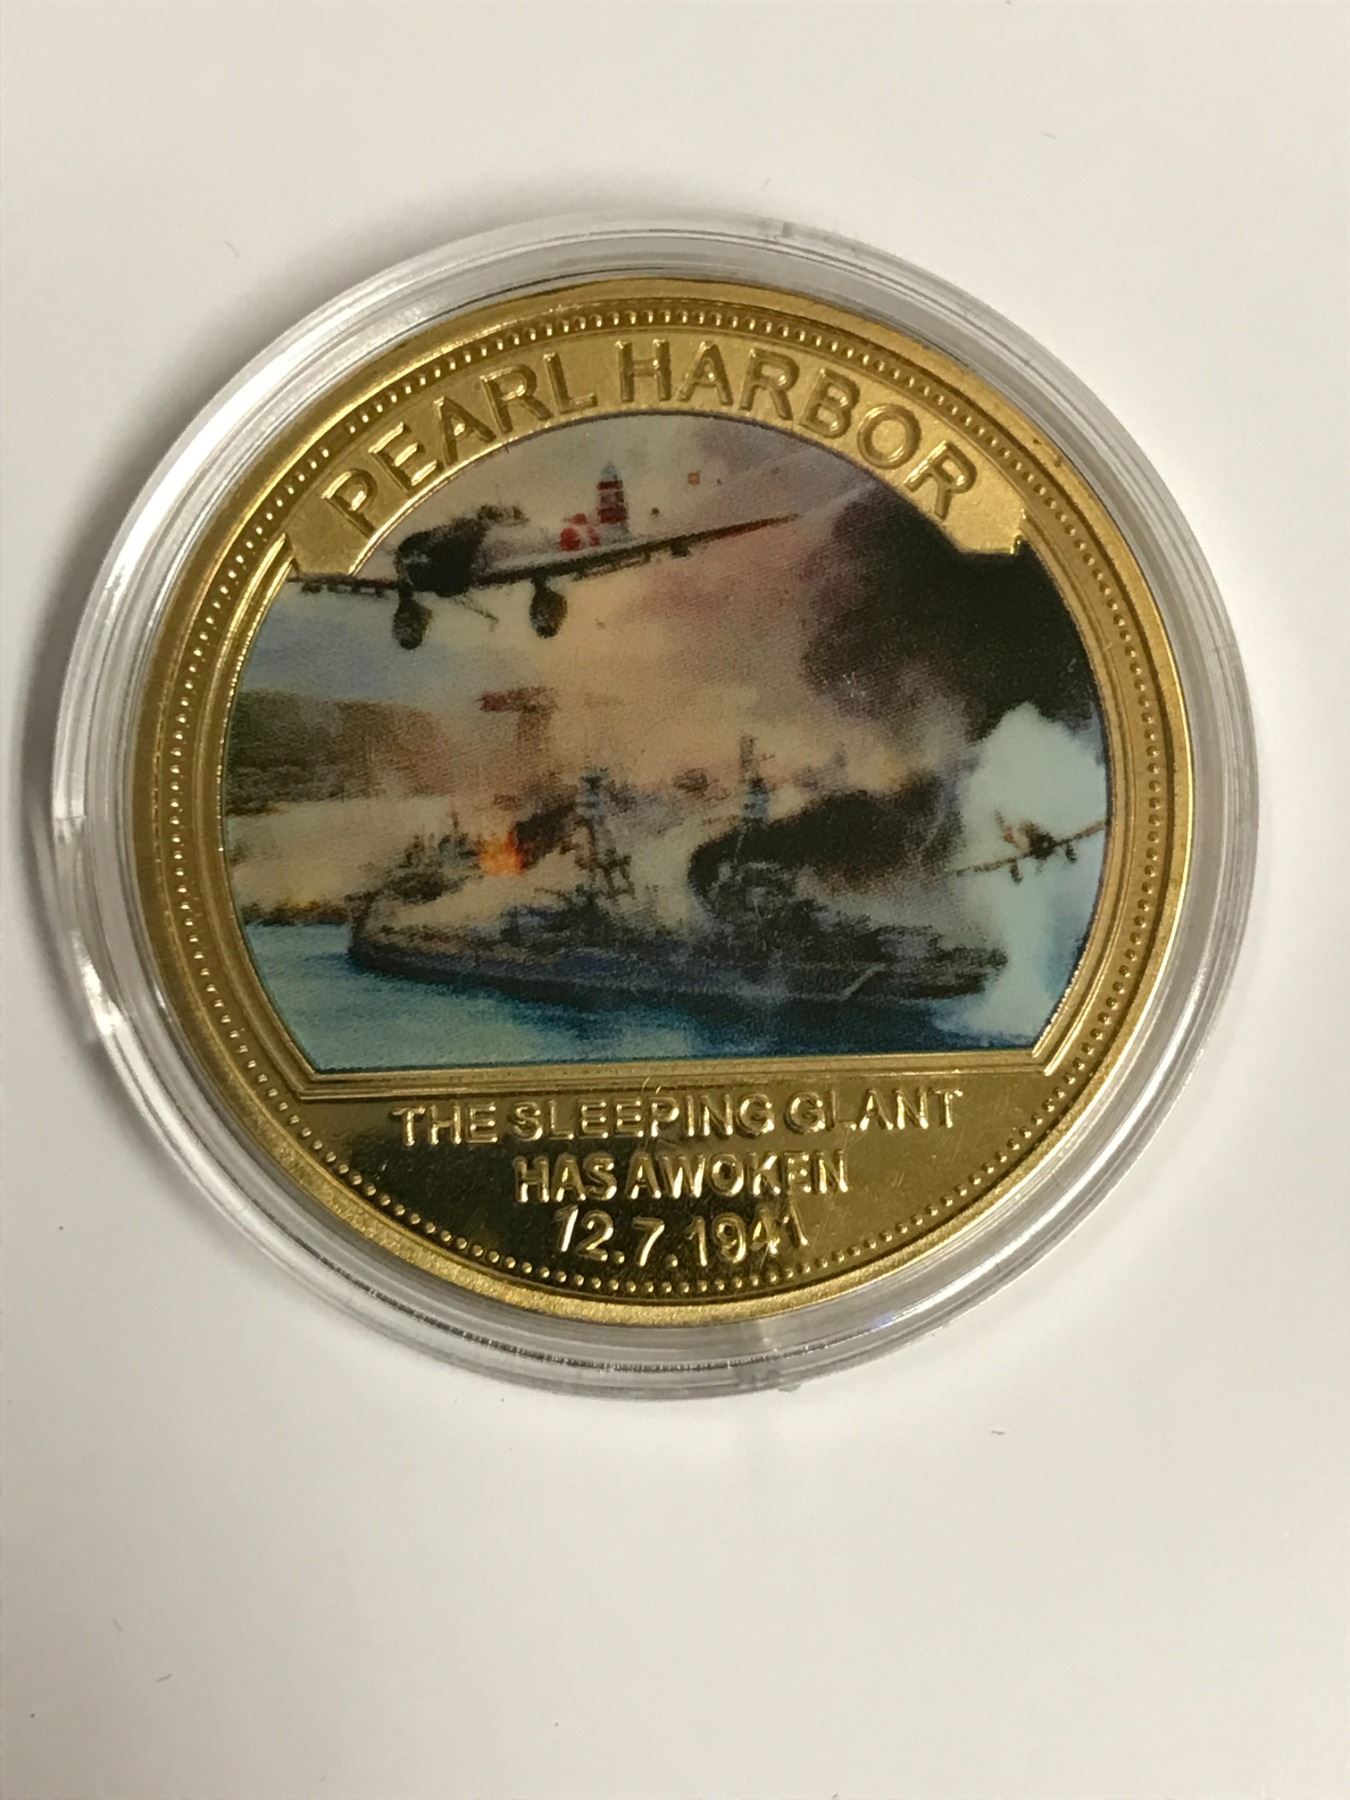 PEARL HARBOR
THE SLEEPING GLANT
HAS AWOKEN
12.7.1941